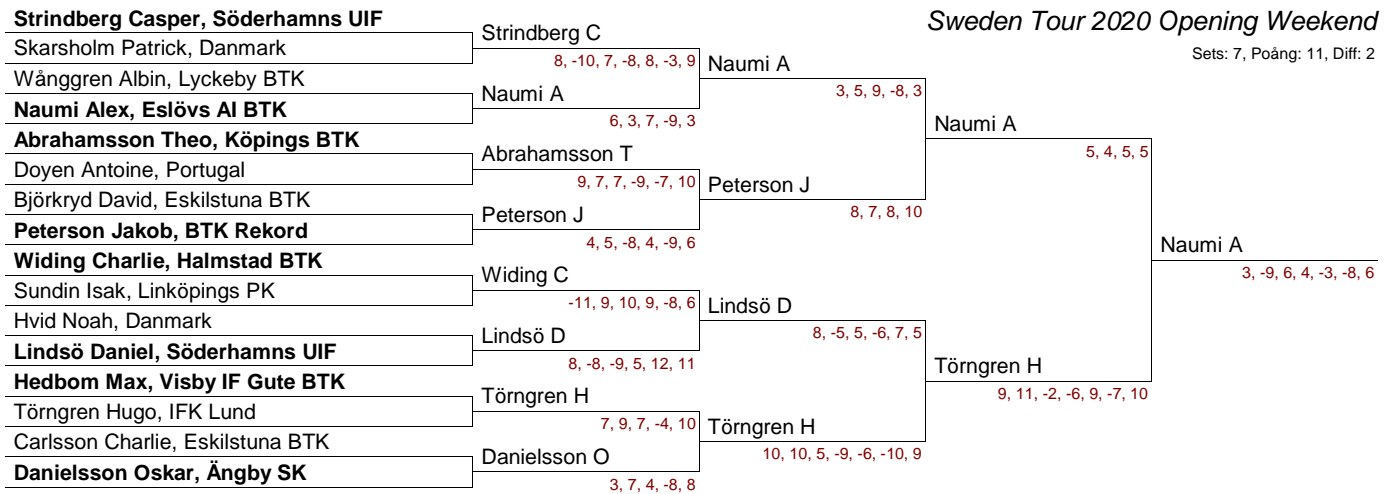 Sweden Tour 2020 Opening Weekend
Sets: 7, Poång: 11, Diff: 2
Strindberg Casper, Söderhamns UIF
Skarsholm Patrick, Danmark
Wånggren Albin, Lyckeby BTK
Naumi Alex, Eslövs AI BTK
Abrahamsson Theo, Köpings BTK
Doyen Antoine, Portugal
Björkryd David, Eskilstuna BTK
Peterson Jakob, BTK Rekord
Widing Charlie, Halmstad BTK
Sundin Isak, Linköpings PK
Hvid Noah, Danmark
Lindsö Daniel, Söderhamns UIF
Hedbom Max, Visby IF Gute BTK
Törngren Hugo, IFK Lund
Carlsson Charlie, Eskilstuna BTK
Danielsson Oskar, Ängby SK
Strindberg C
8, -10, 7, -8, 8, -3, 9
Naumi A
6, 3, 7, -9, 3
Abrahamsson T
9, 7, 7, -9, -7, 10
Peterson J
4, 5, -8, 4, -9, 6
Widing C
-11, 9, 10, 9, -8, 6
Lindsö D
8, -8, -9, 5, 12, 11
Törngren H
7, 9, 7, -4, 10
Danielsson O
3, 7, 4, -8, 8
Naumi A
3, 5, 9, -8, 3
Peterson J
8, 7, 8, 10
Lindsö D
8, -5, 5, -6, 7, 5
Törngren H
10, 10, 5, -9, -6, -10, 9
Naumi A
5, 4, 5, 5
Törngren H
9, 11, -2, -6, 9, -7, 10
Naumi A
3, -9, 6, 4, -3, -8, 6